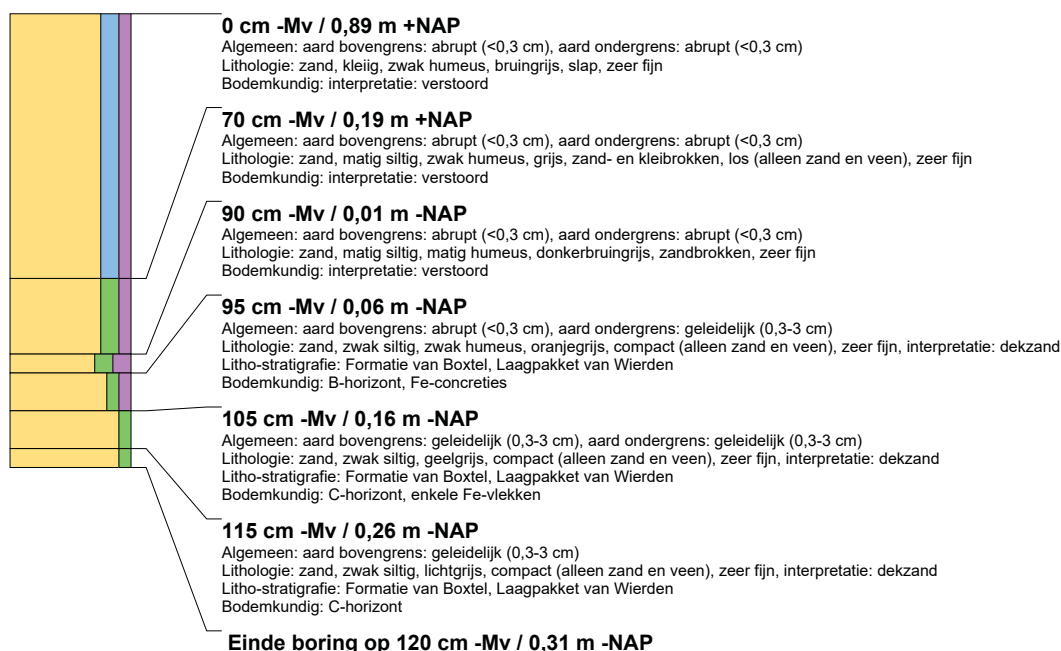 0 cm -Mv / 0,89 m +NAP
Algemeen: aard bovengrens: abrupt (<0,3 cm), aard ondergrens: abrupt (<0,3 cm)
Lithologie: zand, kleiig, zwak humeus, bruingrijs, slap, zeer fijn
Bodemkundig: interpretatie: verstoord
70 cm -Mv / 0,19 m +NAP
Algemeen: aard bovengrens: abrupt (<0,3 cm), aard ondergrens: abrupt (<0,3 cm)
Lithologie: zand, matig siltig, zwak humeus, grijs, zand- en kleibrokken, los (alleen zand en veen), zeer fijn
Bodemkundig: interpretatie: verstoord
90 cm -Mv / 0,01 m -NAP
Algemeen: aard bovengrens: abrupt (<0,3 cm), aard ondergrens: abrupt (<0,3 cm)
Lithologie: zand, matig siltig, matig humeus, donkerbruingrijs, zandbrokken, zeer fijn
Bodemkundig: interpretatie: verstoord
95 cm -Mv / 0,06 m -NAP
Algemeen: aard bovengrens: abrupt (<0,3 cm), aard ondergrens: geleidelijk (0,3-3 cm)
Lithologie: zand, zwak siltig, zwak humeus, oranjegrijs, compact (alleen zand en veen), zeer fijn, interpretatie: dekzand
Litho-stratigrafie: Formatie van Boxtel, Laagpakket van Wierden
Bodemkundig: B-horizont, Fe-concreties
105 cm -Mv / 0,16 m -NAP
Algemeen: aard bovengrens: geleidelijk (0,3-3 cm), aard ondergrens: geleidelijk (0,3-3 cm)
Lithologie: zand, zwak siltig, geelgrijs, compact (alleen zand en veen), zeer fijn, interpretatie: dekzand
Litho-stratigrafie: Formatie van Boxtel, Laagpakket van Wierden
Bodemkundig: C-horizont, enkele Fe-vlekken
115 cm -Mv / 0,26 m -NAP
Algemeen: aard bovengrens: geleidelijk (0,3-3 cm)
Lithologie: zand, zwak siltig, lichtgrijs, compact (alleen zand en veen), zeer fijn, interpretatie: dekzand
Litho-stratigrafie: Formatie van Boxtel, Laagpakket van Wierden
Bodemkundig: C-horizont
Einde boring op 120 cm -Mv / 0,31 m -NAP